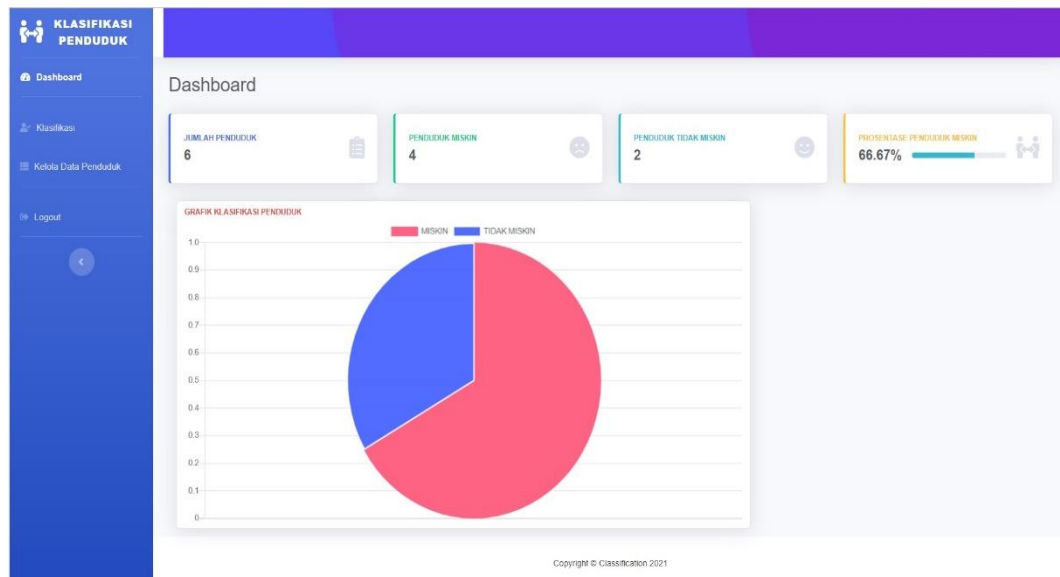 KLASIFIKASI
PENDUDUK
Dashboard
Klasifikasi
Kelola Data Penduduk
Logout
Dashboard
JUMLAH PENDUDUK
6
PENDUDUK MISKIN
4
PENDUDUK TIDAK MISKIN
2
PROSENTASE PENDUDUK MISKIN
66.67%
GRAFIK KLASIFIKASI PENDUDUK
MISKIN TIDAK MISKIN
1.0
0.9
0.8
0.7
0.6
0.5
0.4
0.3
0.2
0.1
0
Copyright © Classification 2021